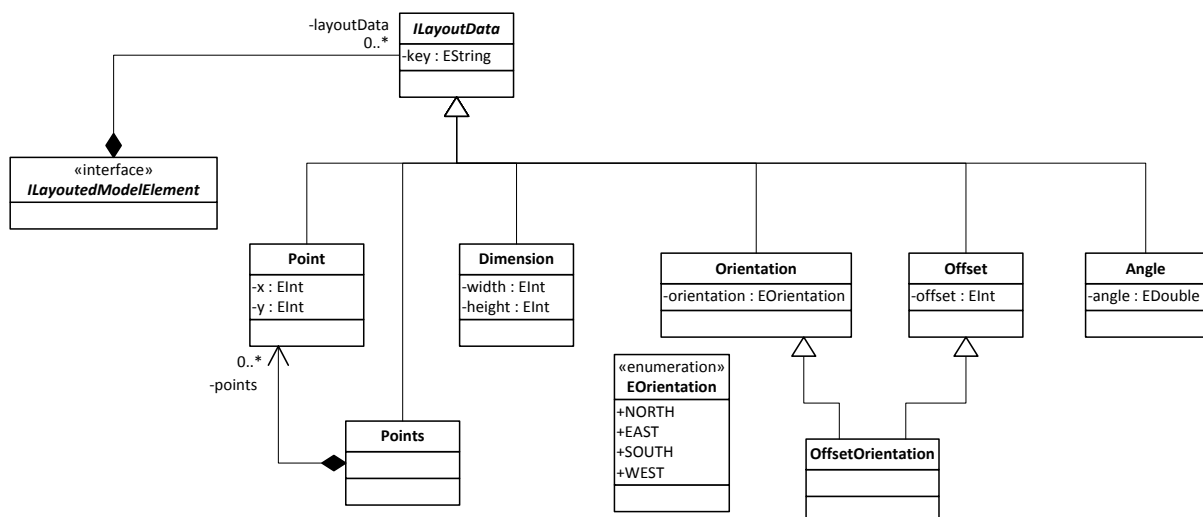 -layoutData
0..*
ILayoutData
-key : EString
«interface»
ILayoutedModelElement
Point
-x : EInt
-y : EInt
Dimension
-width : EInt
-height : EInt
Orientation
-orientation : EOrientation
Offset
-offset : EInt
Angle
-angle : EDouble
0..*
-points
Points
«enumeration»
EOrientation
+NORTH
+EAST
+SOUTH
+WEST
OffsetOrientation